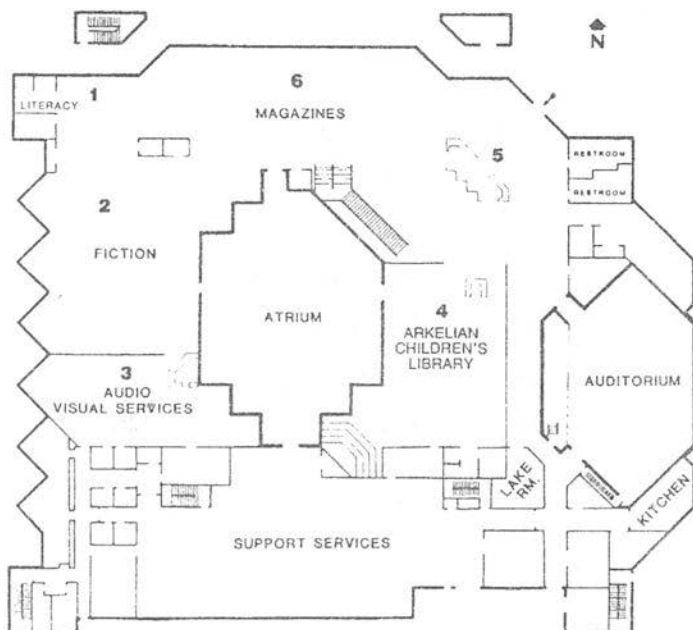 N
1
LITERACY
6
MAGAZINES
5
RESTROOM
RESTROOM
2
FICTION
ATRIUM
4
ARKELIAN
CHILDREN'S
LIBRARY
AUDITORIUM
3
AUDIO
VISUAL SERVICES
LAKE
RM.
KITCHEN
SUPPORT SERVICES